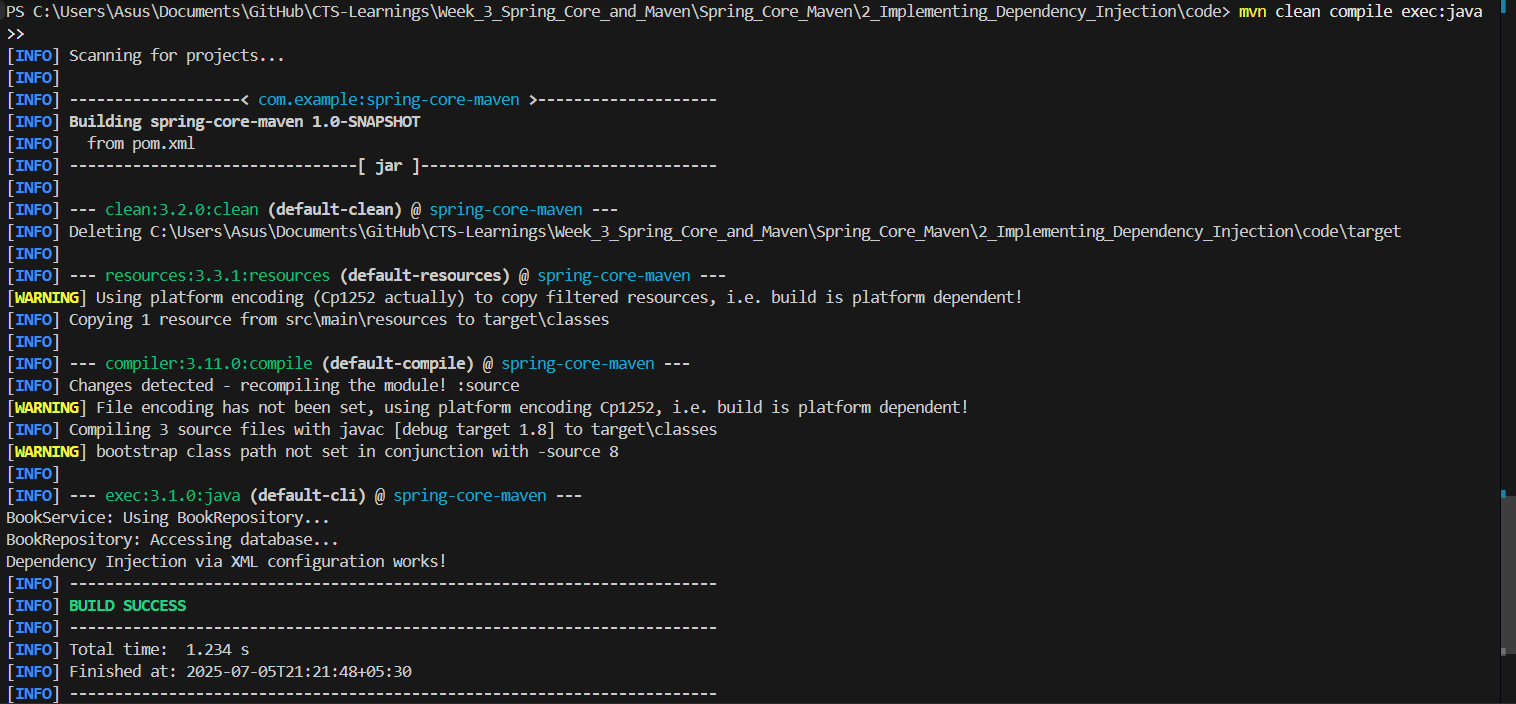 PS C:\Users\Asus\Documents\GitHub\CTS-Learnings\Week_3_Spring_Core_and_Maven\Spring_Core_Maven\2_Implementing_Dependency_Injection\code> mvn clean compile exec:java
>>
[INFO] Scanning for projects...
[INFO]
[INFO] -------------------< com.example:spring-core-maven >--------------------
[INFO] Building spring-core-maven 1.0-SNAPSHOT
[INFO]   from pom.xml
[INFO] --------------------------------[ jar ]---------------------------------
[INFO]
[INFO] --- clean:3.2.0:clean (default-clean) @ spring-core-maven ---
[INFO] Deleting C:\Users\Asus\Documents\GitHub\CTS-Learnings\Week_3_Spring_Core_and_Maven\Spring_Core_Maven\2_Implementing_Dependency_Injection\code\target
[INFO]
[INFO] --- resources:3.3.1:resources (default-resources) @ spring-core-maven ---
[WARNING] Using platform encoding (Cp1252 actually) to copy filtered resources, i.e. build is platform dependent!
[INFO] Copying 1 resource from src\main\resources to target\classes
[INFO]
[INFO] --- compiler:3.11.0:compile (default-compile) @ spring-core-maven ---
[INFO] Changes detected - recompiling the module! :source
[WARNING] File encoding has not been set, using platform encoding Cp1252, i.e. build is platform dependent!
[INFO] Compiling 3 source files with javac [debug target 1.8] to target\classes
[WARNING] bootstrap class path not set in conjunction with -source 8
[INFO]
[INFO] --- exec:3.1.0:java (default-cli) @ spring-core-maven ---
BookService: Using BookRepository...
BookRepository: Accessing database...
Dependency Injection via XML configuration works!
[INFO] ------------------------------------------------------------------------
[INFO] BUILD SUCCESS
[INFO] ------------------------------------------------------------------------
[INFO] Total time:  1.234 s
[INFO] Finished at: 2025-07-05T21:21:48+05:30
[INFO] ------------------------------------------------------------------------